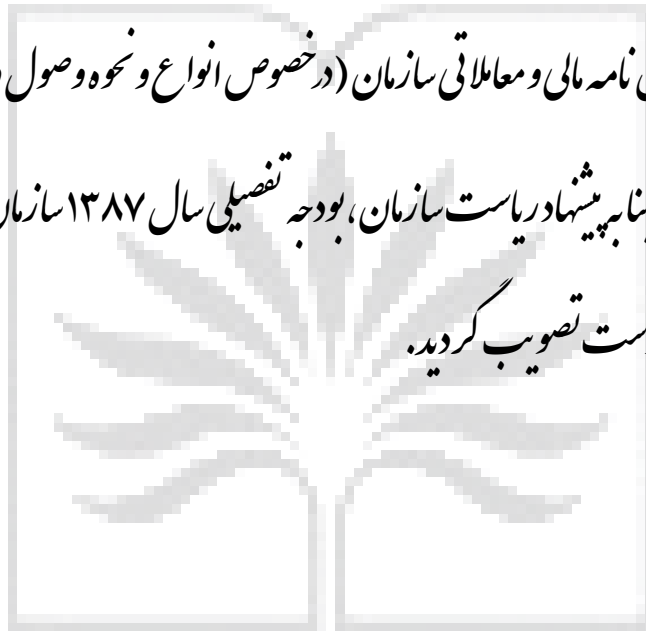 نامه مالی و معاملاتی سازمان (درخصوص انواع و نحوه وصول
بنا به پیشنهاد ریاست سازمان، بودجه تفصیلی سال ۱۳۸۷ سازمان
تصویب گردید.